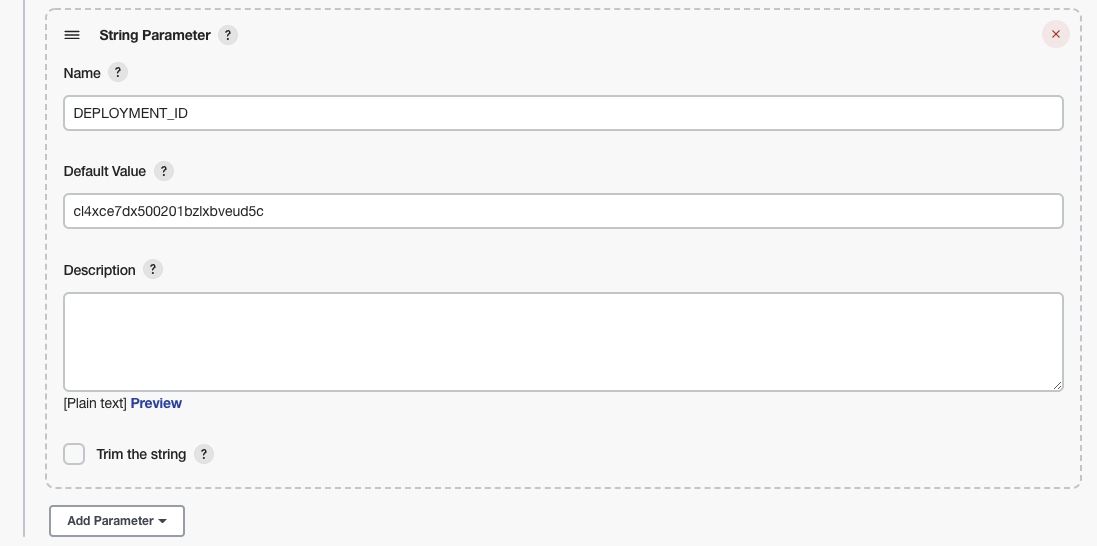 String Parameter ?
Name ?
DEPLOYMENT_ID
Default Value ?
cl4xce7dx500201bzlxbveud5c
Description ?
[Plain text] Preview
Trim the string ?
Add Parameter